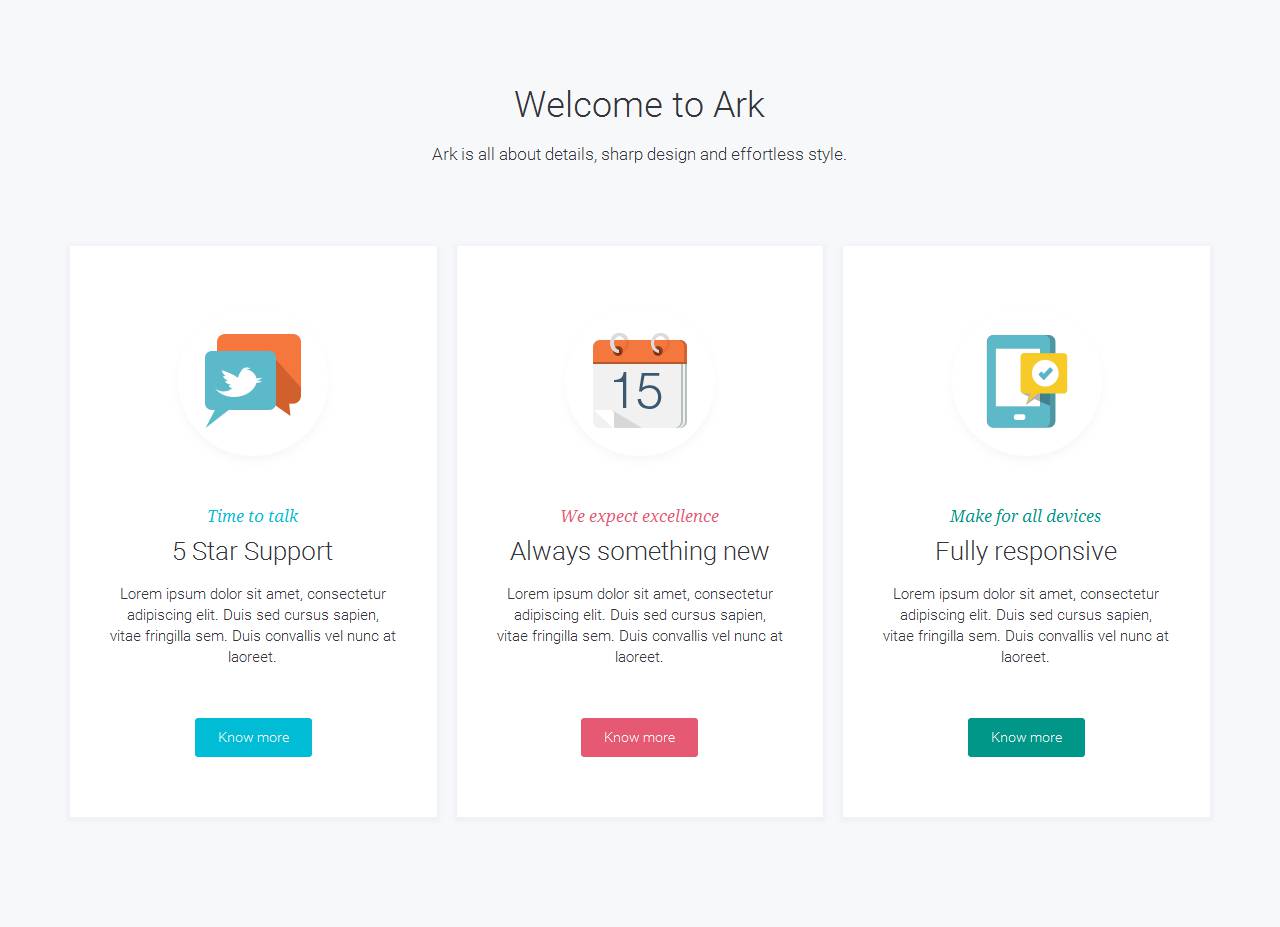 Welcome to Ark
Ark is all about details, sharp design and effortless style.
15
Time to talk
5 Star Support
Lorem ipsum dolor sit amet, consectetur
adipiscing elit. Duis sed cursus sapien,
vitae fringilla sem. Duis convallis vel nunc at
laoreet.
Know more
We expect excellence
Always something new
Lorem ipsum dolor sit amet, consectetur
adipiscing elit. Duis sed cursus sapien,
vitae fringilla sem. Duis convallis vel nunc at
laoreet.
Know more
Make for all devices
Fully responsive
Lorem ipsum dolor sit amet, consectetur
adipiscing elit. Duis sed cursus sapien,
vitae fringilla sem. Duis convallis vel nunc at
laoreet.
Know more